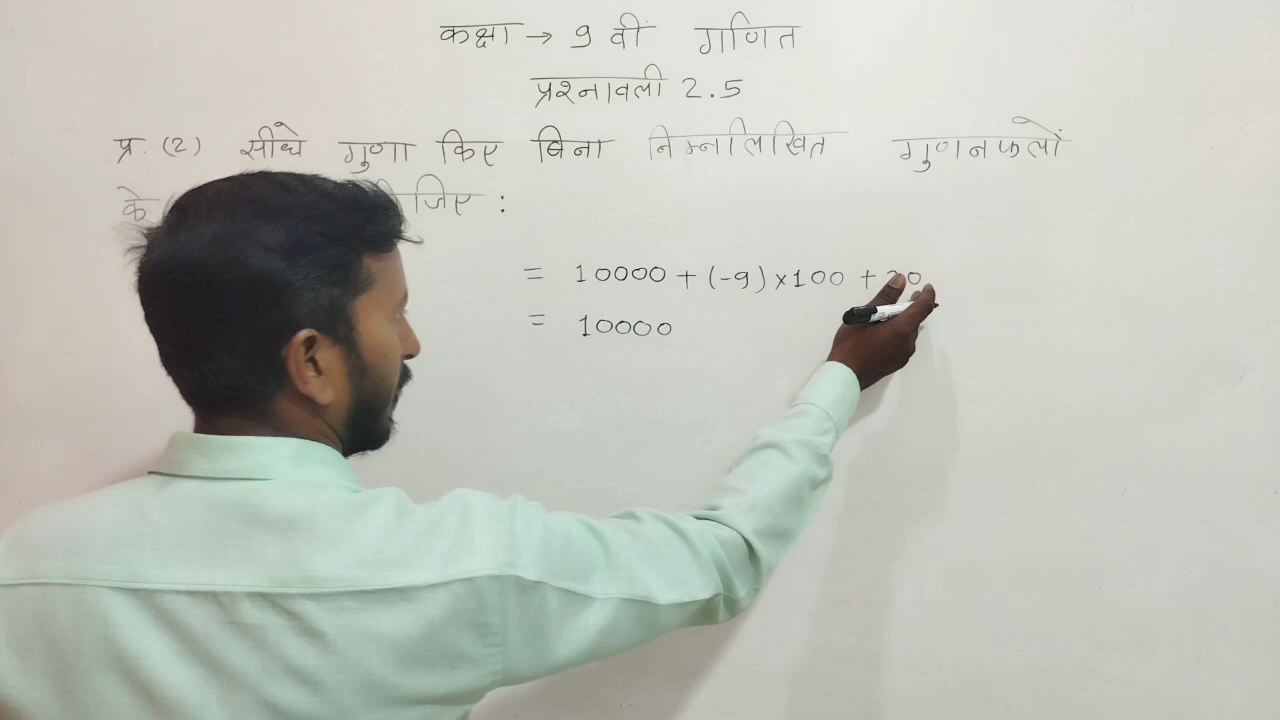 कक्षा → 9 वीं गणित
प्रश्नावली 2.5
प्र. (2) सीधे गुणा किए बिना निम्नलिखित गुणनफलों
के :
= 10000 + (-9) × 100 + 20
= 10000